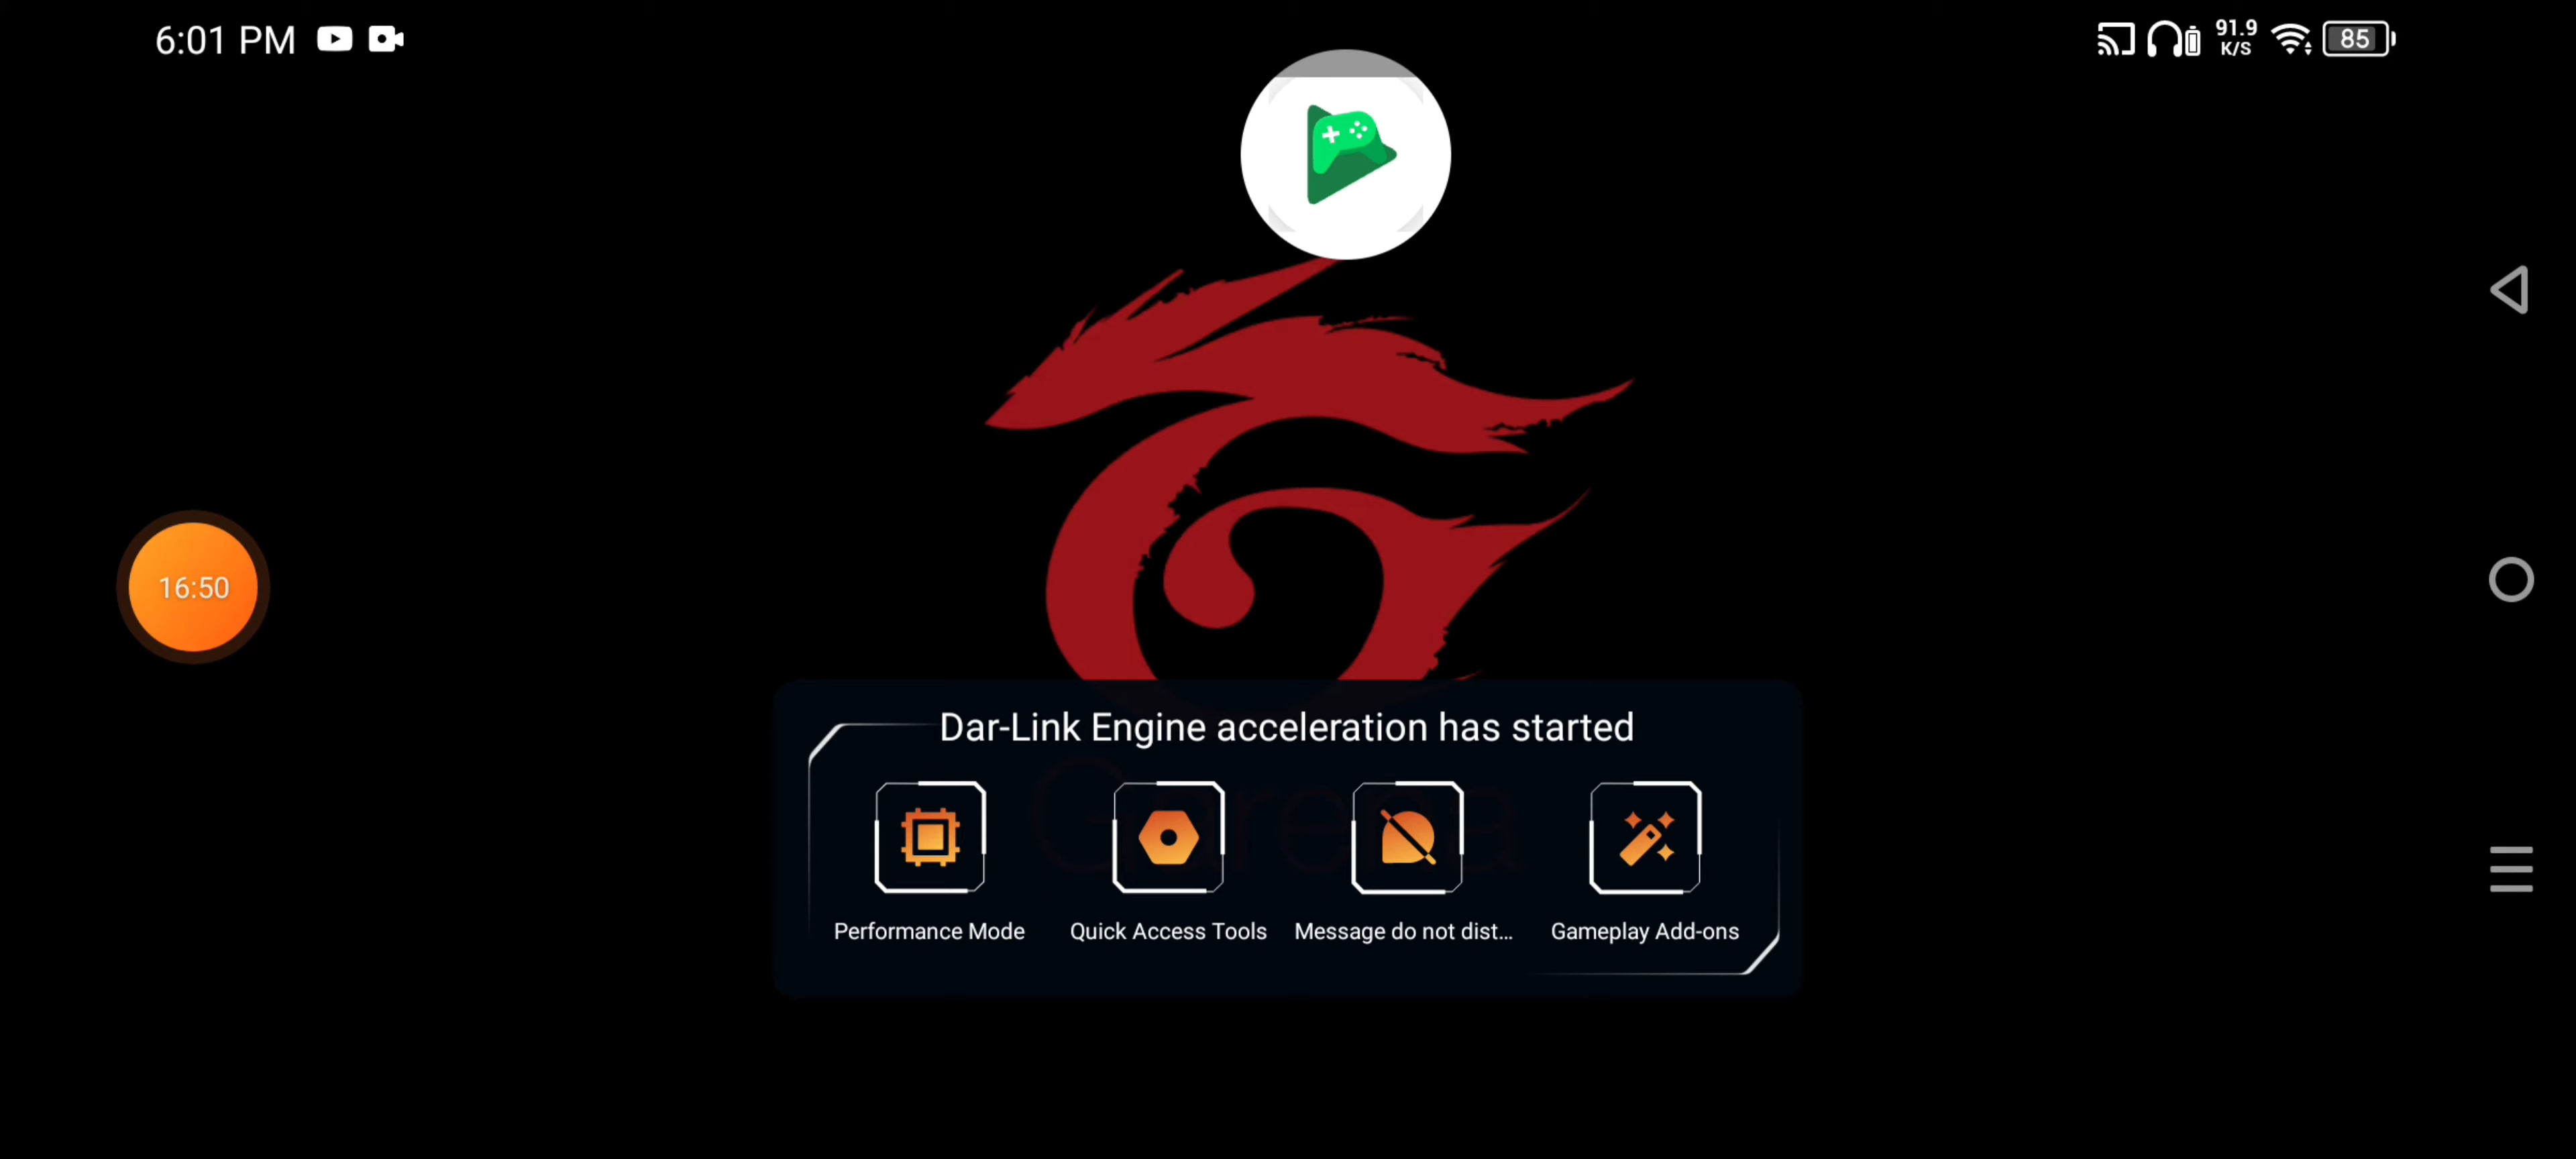 6:01 PM
91.9
K/S
85
16:50
Dar-Link Engine acceleration has started
Garena
Performance Mode
Quick Access Tools
Message do not dist...
Gameplay Add-ons